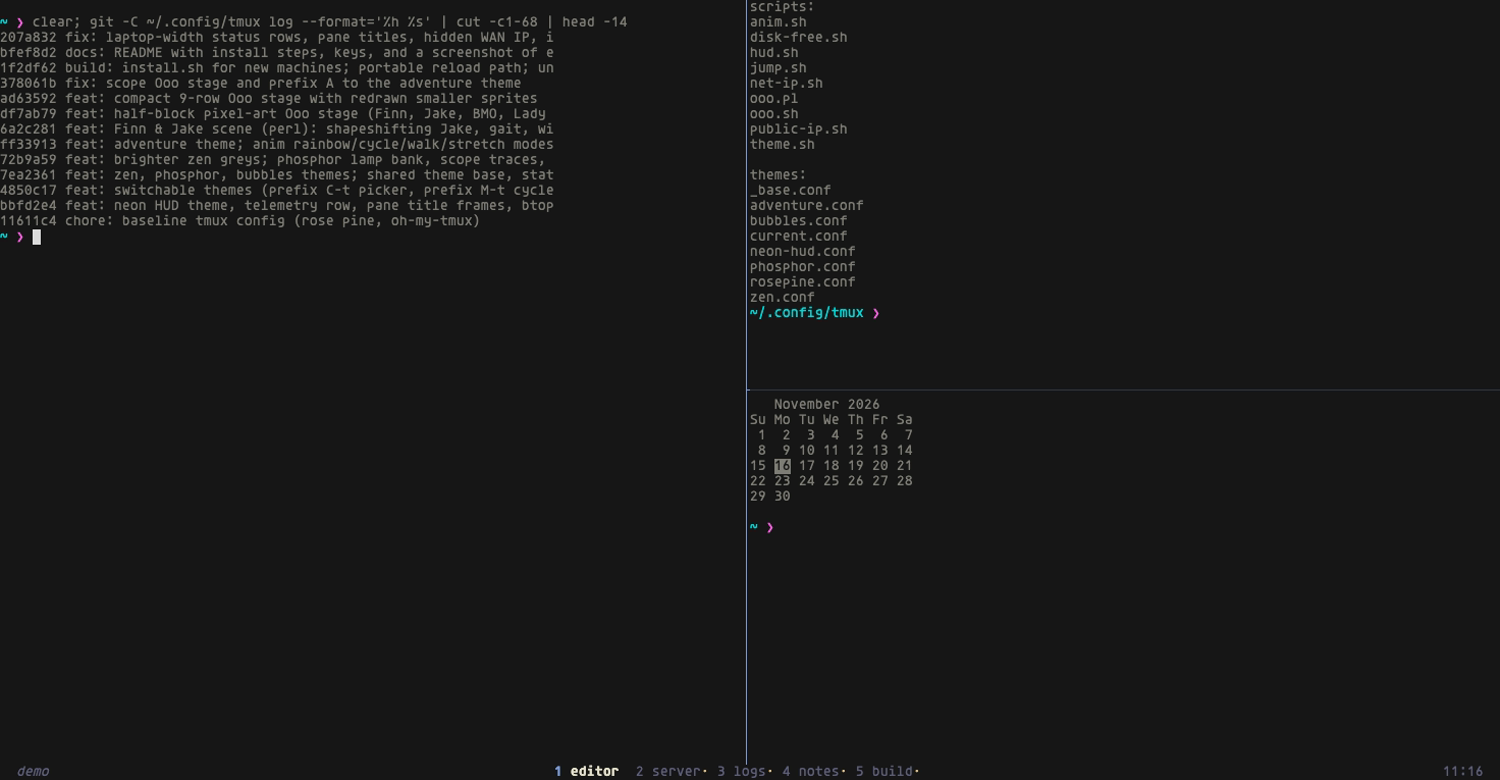 ~ ❯ clear; git -C ~/.config/tmux log --format='%h %s' | cut -c1-68 | head -14
207a832 fix: laptop-width status rows, pane titles, hidden WAN IP, i
bfef8d2 docs: README with install steps, keys, and a screenshot of e
1f2df62 build: install.sh for new machines; portable reload path; un
378061b fix: scope Ooo stage and prefix A to the adventure theme
ad63592 feat: compact 9-row Ooo stage with redrawn smaller sprites
df7ab79 feat: half-block pixel-art Ooo stage (Finn, Jake, BMO, Lady
6a2c281 feat: Finn & Jake scene (perl): shapeshifting Jake, gait, wi
ff33913 feat: adventure theme; anim rainbow/cycle/walk/stretch modes
72b9a59 feat: brighter zen greys; phosphor lamp bank, scope traces,
7ea2361 feat: zen, phosphor, bubbles themes; shared theme base, stat
4850c17 feat: switchable themes (prefix C-t picker, prefix M-t cycle
bbfd2e4 feat: neon HUD theme, telemetry row, pane title frames, btop
11611c4 chore: baseline tmux config (rose pine, oh-my-tmux)
~ ❯
scripts:
anim.sh
disk-free.sh
hud.sh
jump.sh
net-ip.sh
ooo.pl
ooo.sh
public-ip.sh
theme.sh
themes:
_base.conf
adventure.conf
bubbles.conf
current.conf
neon-hud.conf
phosphor.conf
rosepine.conf
zen.conf
~/.config/tmux ❯
November 2026
Su Mo Tu We Th Fr Sa
1 2 3 4 5 6 7
8 9 10 11 12 13 14
15 16 17 18 19 20 21
22 23 24 25 26 27 28
29 30
~ ❯
demo 1 editor 2 server· 3 logs· 4 notes· 5 build· 11:16